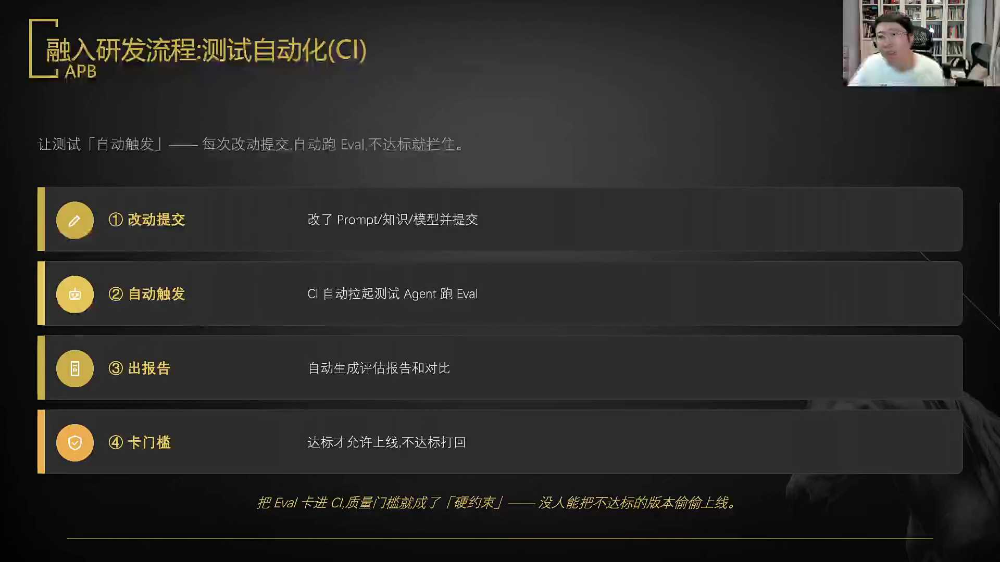 融入研发流程:测试自动化(CI)
APB
让测试「自动触发」—— 每次改动提交,自动跑 Eval,不达标就拦住。
① 改动提交
改了 Prompt/知识/模型并提交
② 自动触发
CI 自动拉起测试 Agent 跑 Eval
③ 出报告
自动生成评估报告和对比
④ 卡门槛
达标才允许上线,不达标打回
把 Eval 卡进 CI,质量门槛就成了「硬约束」—— 没人能把不达标的版本偷偷上线。